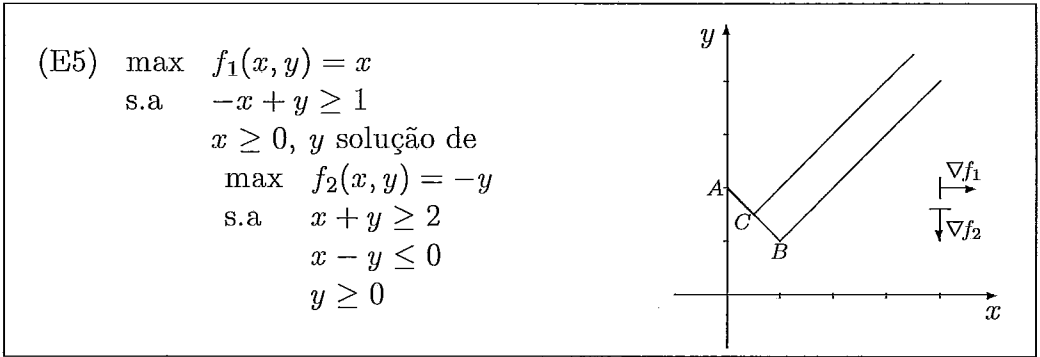 (E5) max f₁(x, y) = x
s.a −x + y ≥ 1
x ≥ 0, y solução de
max f₂(x, y) = −y
s.a x + y ≥ 2
x − y ≤ 0
y ≥ 0
y
A
C
B
∇f₁
∇f₂
x